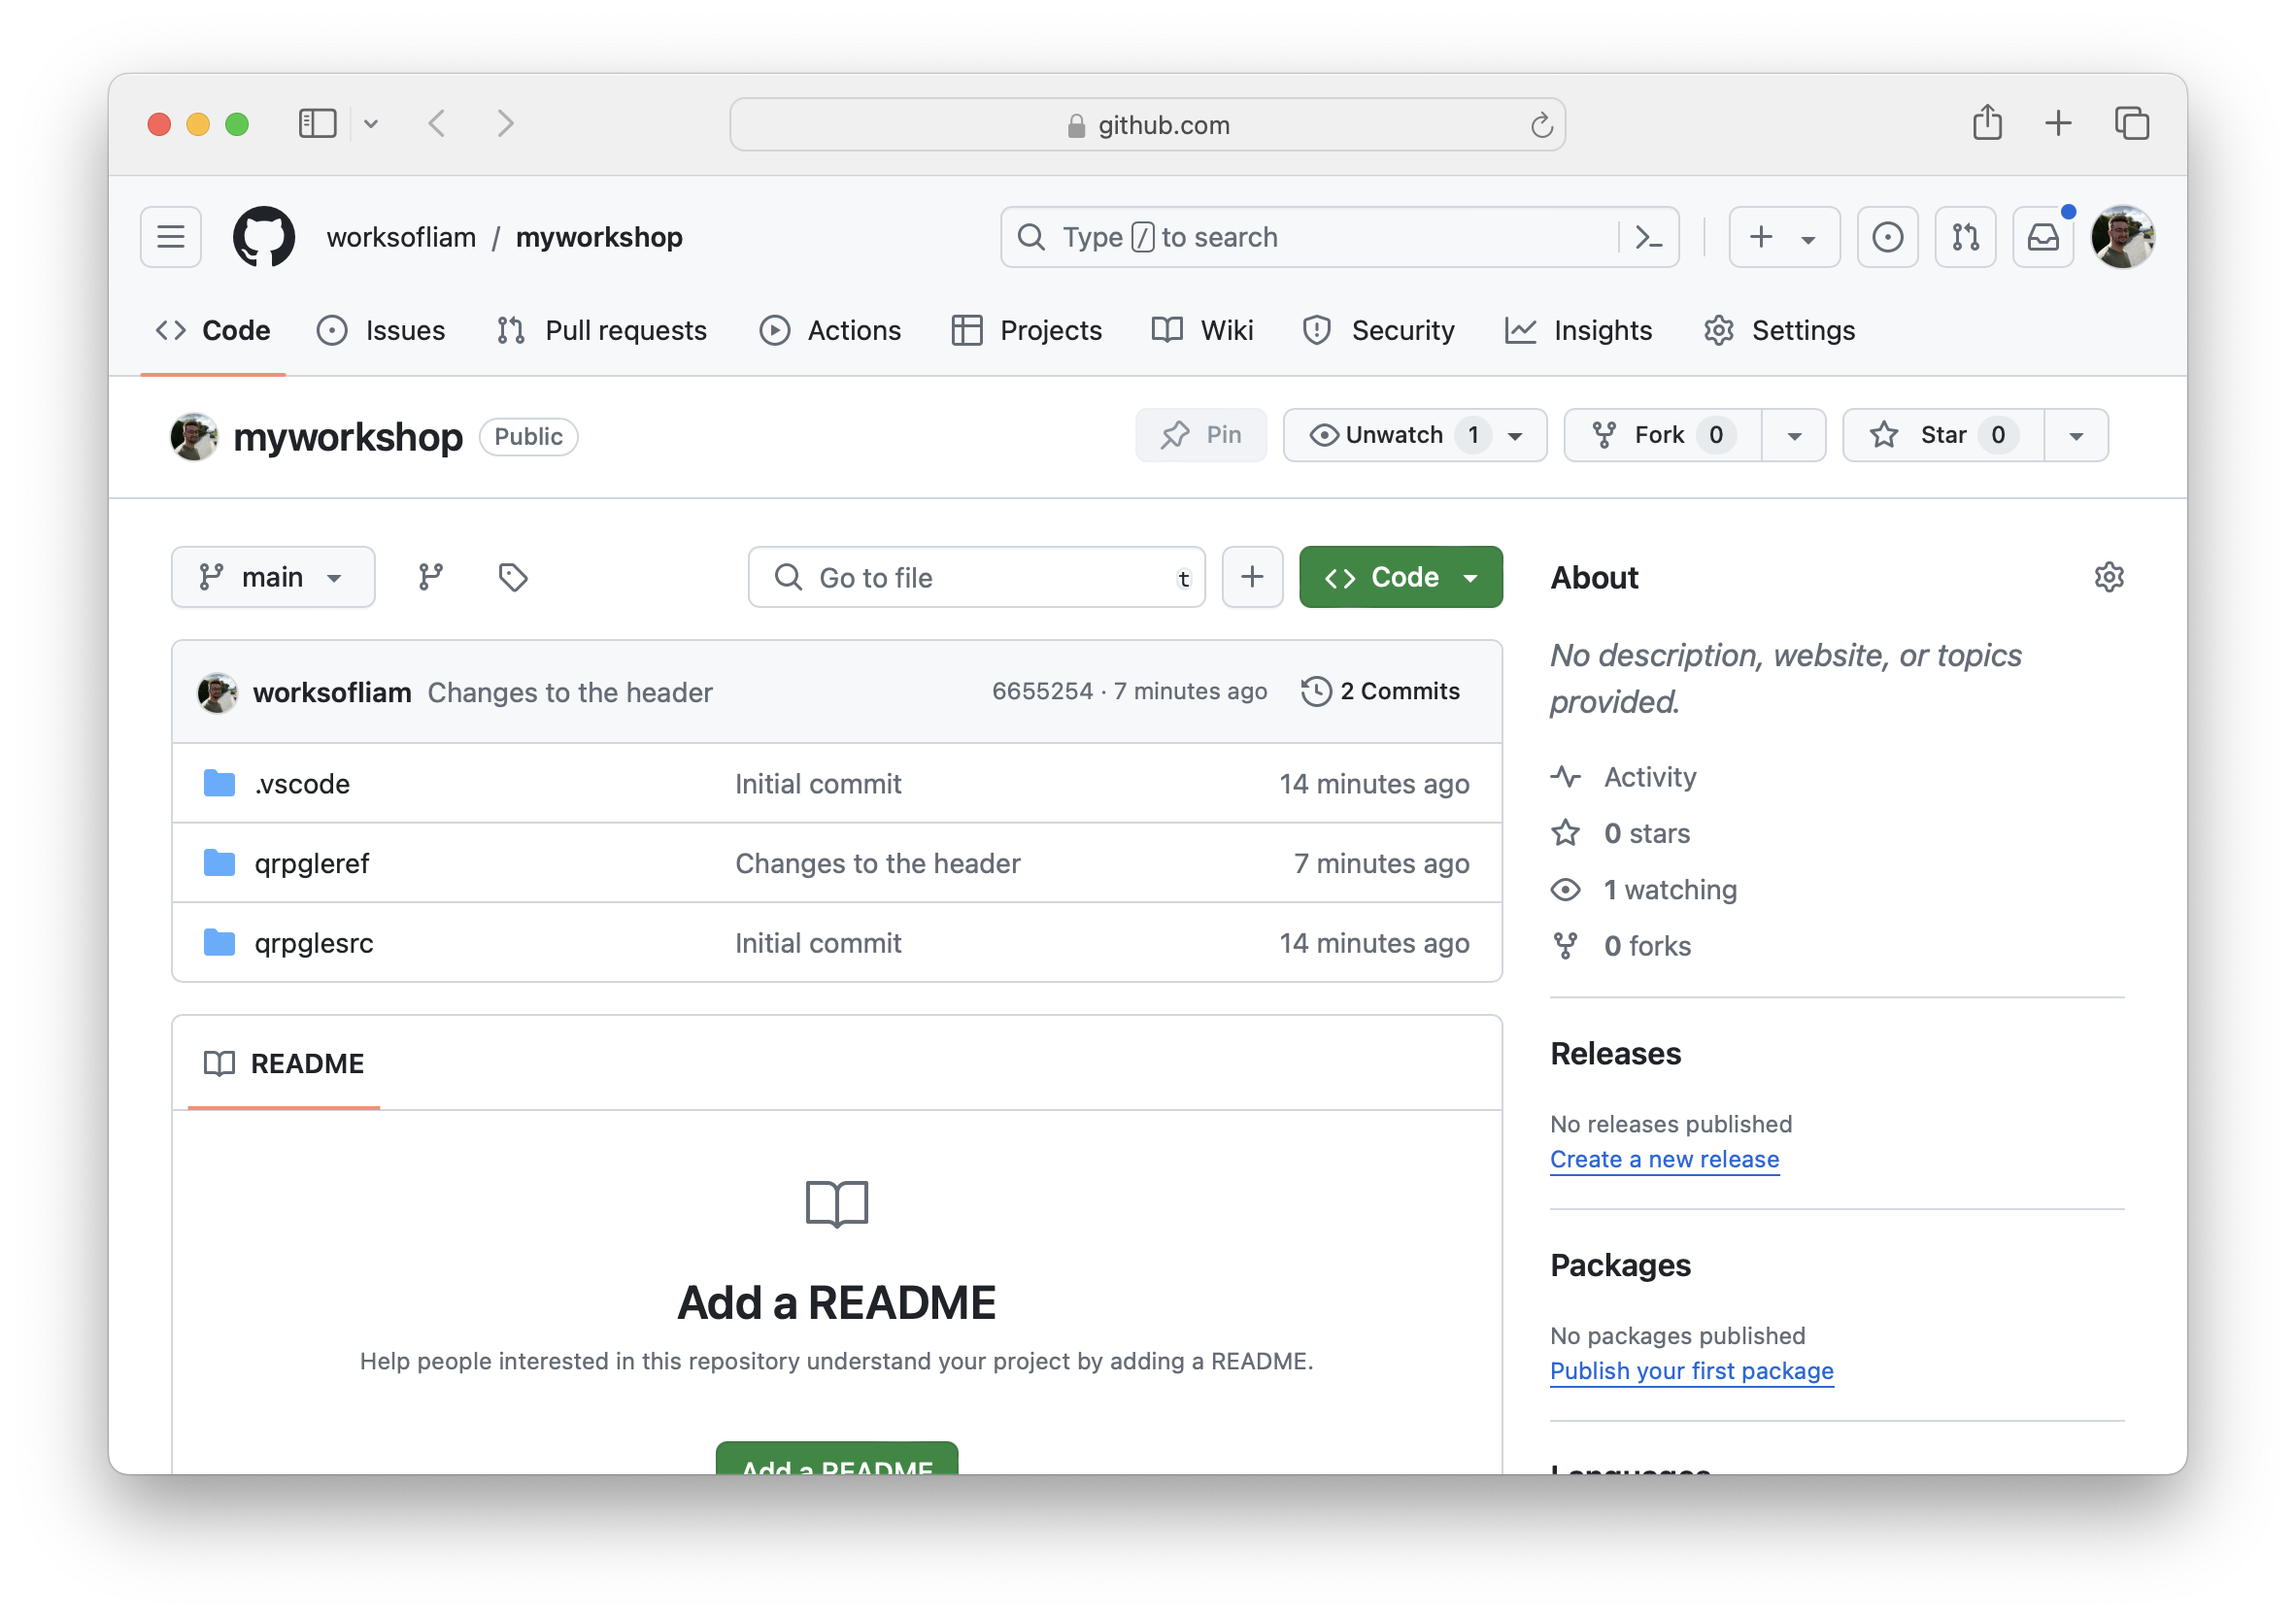 github.com
worksofliam / myworkshop
Type / to search
Code Issues Pull requests Actions Projects Wiki Security Insights Settings
myworkshop Public
Pin Unwatch 1 Fork 0 Star 0
main
Go to file t
Code
worksofliam Changes to the header 6655254 · 7 minutes ago 2 Commits
.vscode Initial commit 14 minutes ago
qrpgleref Changes to the header 7 minutes ago
qrpglesrc Initial commit 14 minutes ago
README
Add a README
Help people interested in this repository understand your project by adding a README.
Add a README
About
No description, website, or topics
provided.
Activity
0 stars
1 watching
0 forks
Releases
No releases published
Create a new release
Packages
No packages published
Publish your first package
Languages